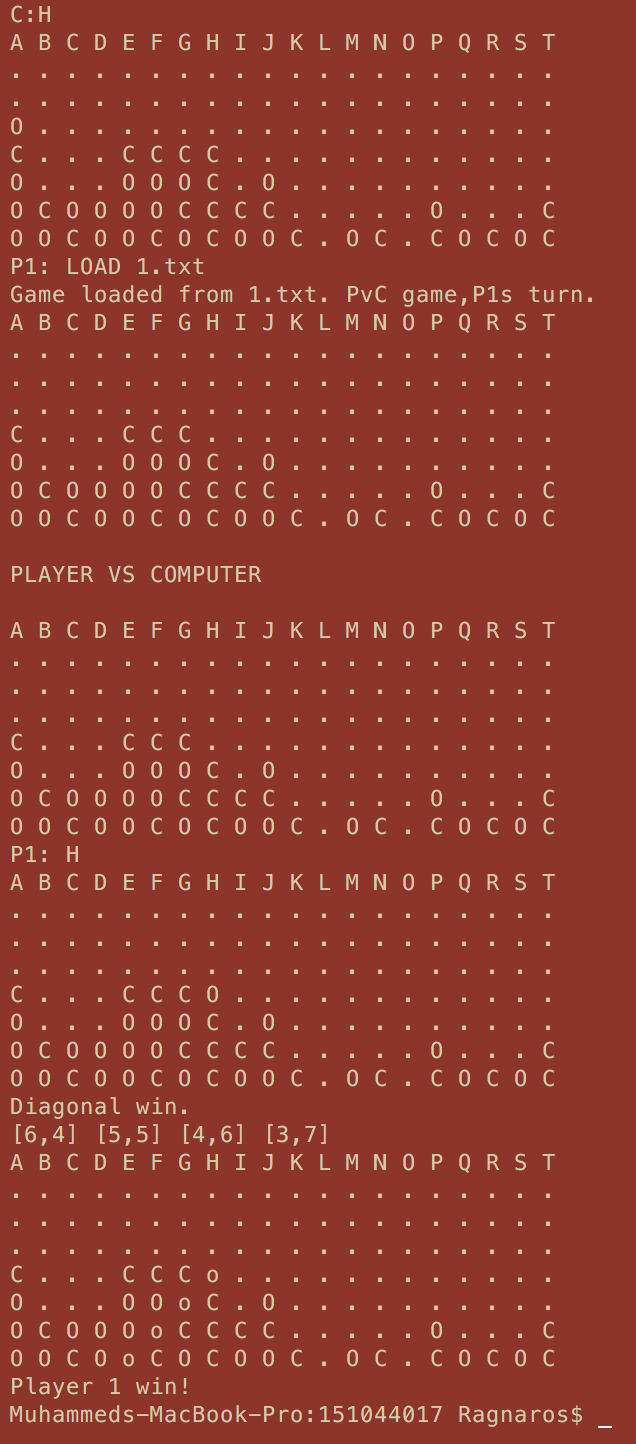 C:H
A B C D E F G H I J K L M N O P Q R S T
. . . . . . . . . . . . . . . . . . . .
. . . . . . . . . . . . . . . . . . . .
O . . . . . . . . . . . . . . . . . . .
C . . . C C C C . . . . . . . . . . . .
O . . . O O O C . O . . . . . . . . . .
O C O O O O C C C C . . . . . O . . . C
O O C O O C O C O O C . O C . C O C O C
P1: LOAD 1.txt
Game loaded from 1.txt. PvC game,P1s turn.
A B C D E F G H I J K L M N O P Q R S T
. . . . . . . . . . . . . . . . . . . .
. . . . . . . . . . . . . . . . . . . .
. . . . . . . . . . . . . . . . . . . .
C . . . C C C . . . . . . . . . . . . .
O . . . O O O C . O . . . . . . . . . .
O C O O O O C C C C . . . . . O . . . C
O O C O O C O C O O C . O C . C O C O C
PLAYER VS COMPUTER
A B C D E F G H I J K L M N O P Q R S T
. . . . . . . . . . . . . . . . . . . .
. . . . . . . . . . . . . . . . . . . .
. . . . . . . . . . . . . . . . . . . .
C . . . C C C . . . . . . . . . . . . .
O . . . O O O C . O . . . . . . . . . .
O C O O O O C C C C . . . . . O . . . C
O O C O O C O C O O C . O C . C O C O C
P1: H
A B C D E F G H I J K L M N O P Q R S T
. . . . . . . . . . . . . . . . . . . .
. . . . . . . . . . . . . . . . . . . .
. . . . . . . . . . . . . . . . . . . .
C . . . C C C O . . . . . . . . . . . .
O . . . O O O C . O . . . . . . . . . .
O C O O O O C C C C . . . . . O . . . C
O O C O O C O C O O C . O C . C O C O C
Diagonal win.
[6,4] [5,5] [4,6] [3,7]
A B C D E F G H I J K L M N O P Q R S T
. . . . . . . . . . . . . . . . . . . .
. . . . . . . . . . . . . . . . . . . .
. . . . . . . . . . . . . . . . . . . .
C . . . C C C o . . . . . . . . . . . .
O . . . O O o C . O . . . . . . . . . .
O C O O O o C C C C . . . . . O . . . C
O O C O o C O C O O C . O C . C O C O C
Player 1 win!
Muhammeds-MacBook-Pro:151044017 Ragnaros$ _